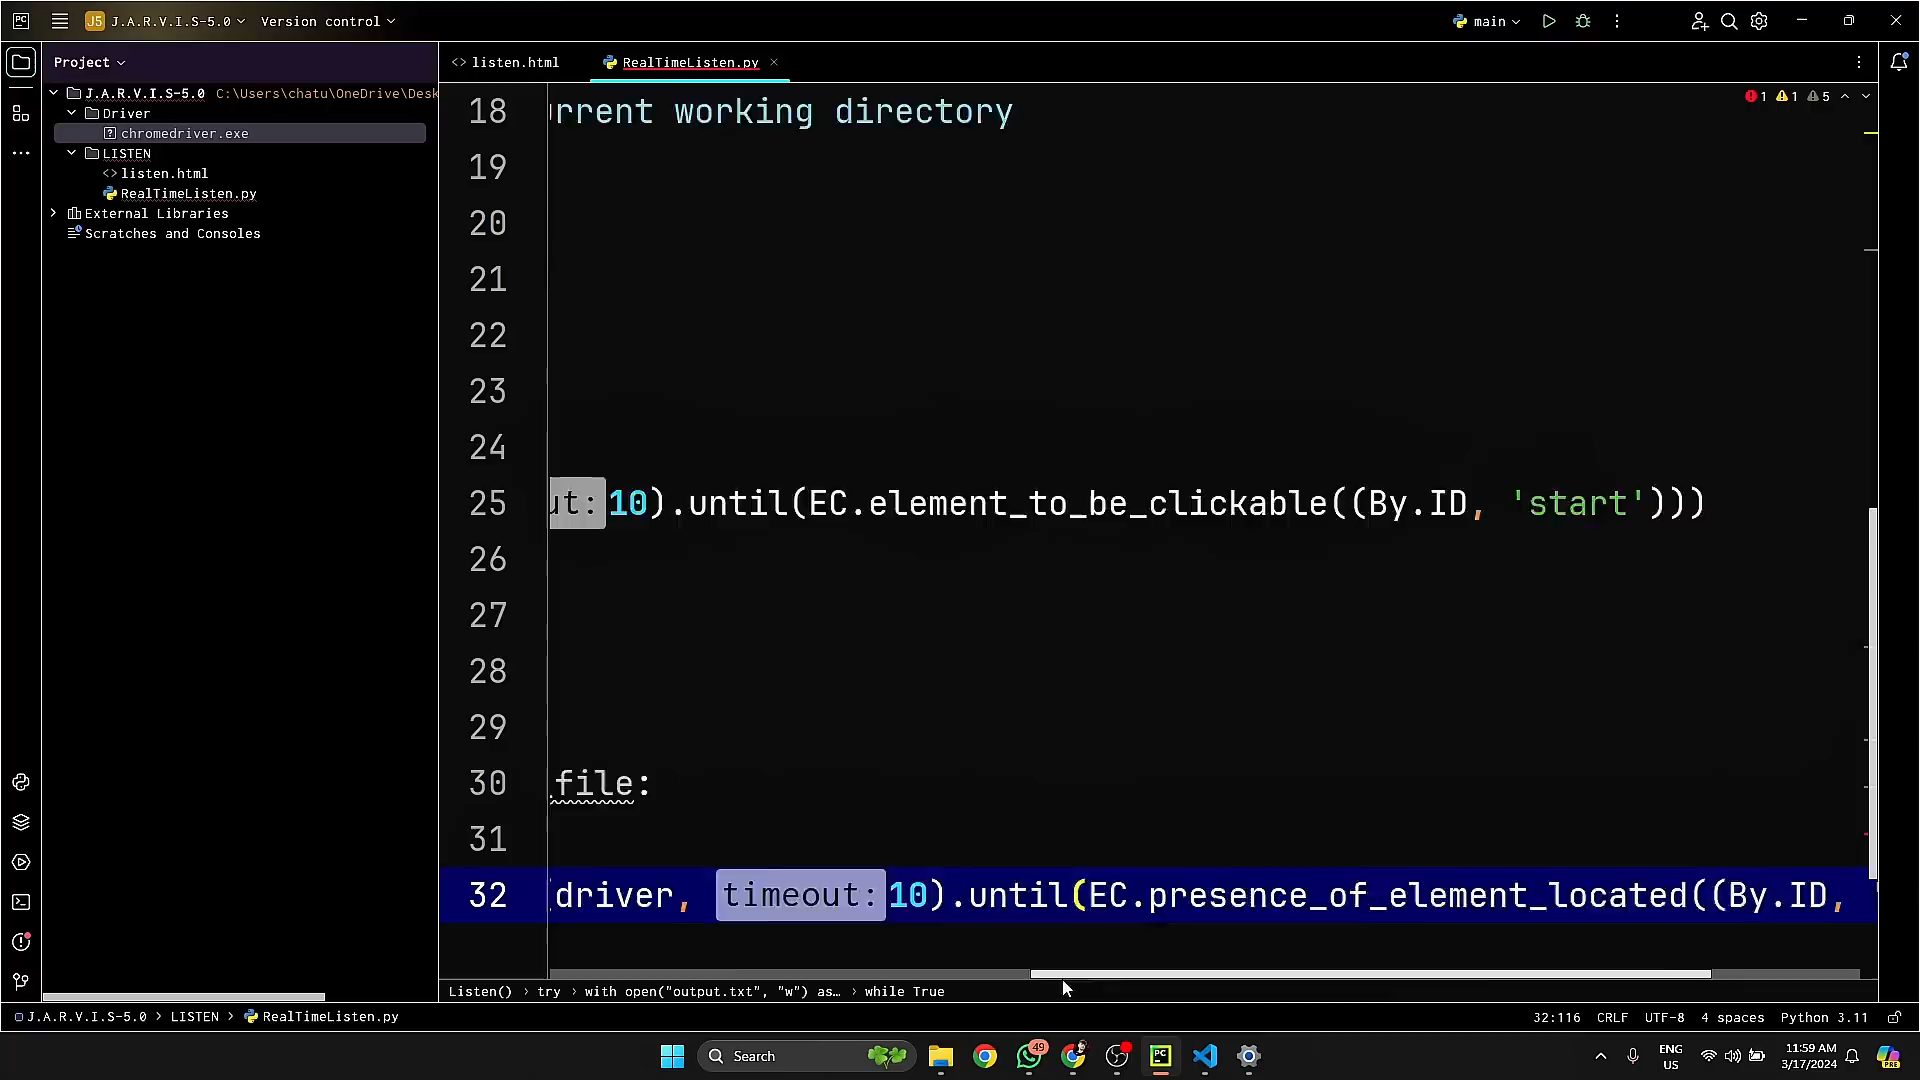 PC
J5 J.A.R.V.I.S-5.0
Version control
main
Project
listen.html
RealTimeListen.py
J.A.R.V.I.S-5.0 C:\Users\chatu\OneDrive\Desk
Driver
chromedriver.exe
LISTEN
listen.html
RealTimeListen.py
External Libraries
Scratches and Consoles
1 1 5
18 rrent working directory
19
20
21
22
23
24
25 ut: 10).until(EC.element_to_be_clickable((By.ID, 'start')))
26
27
28
29
30 file:
31
32 driver, timeout: 10).until(EC.presence_of_element_located((By.ID,
Listen() › try › with open("output.txt", "w") as… › while True
J.A.R.V.I.S-5.0 › LISTEN › RealTimeListen.py
32:116 CRLF UTF-8 4 spaces Python 3.11
Search
49
PC
ENG
US
11:59 AM
3/17/2024
PRE